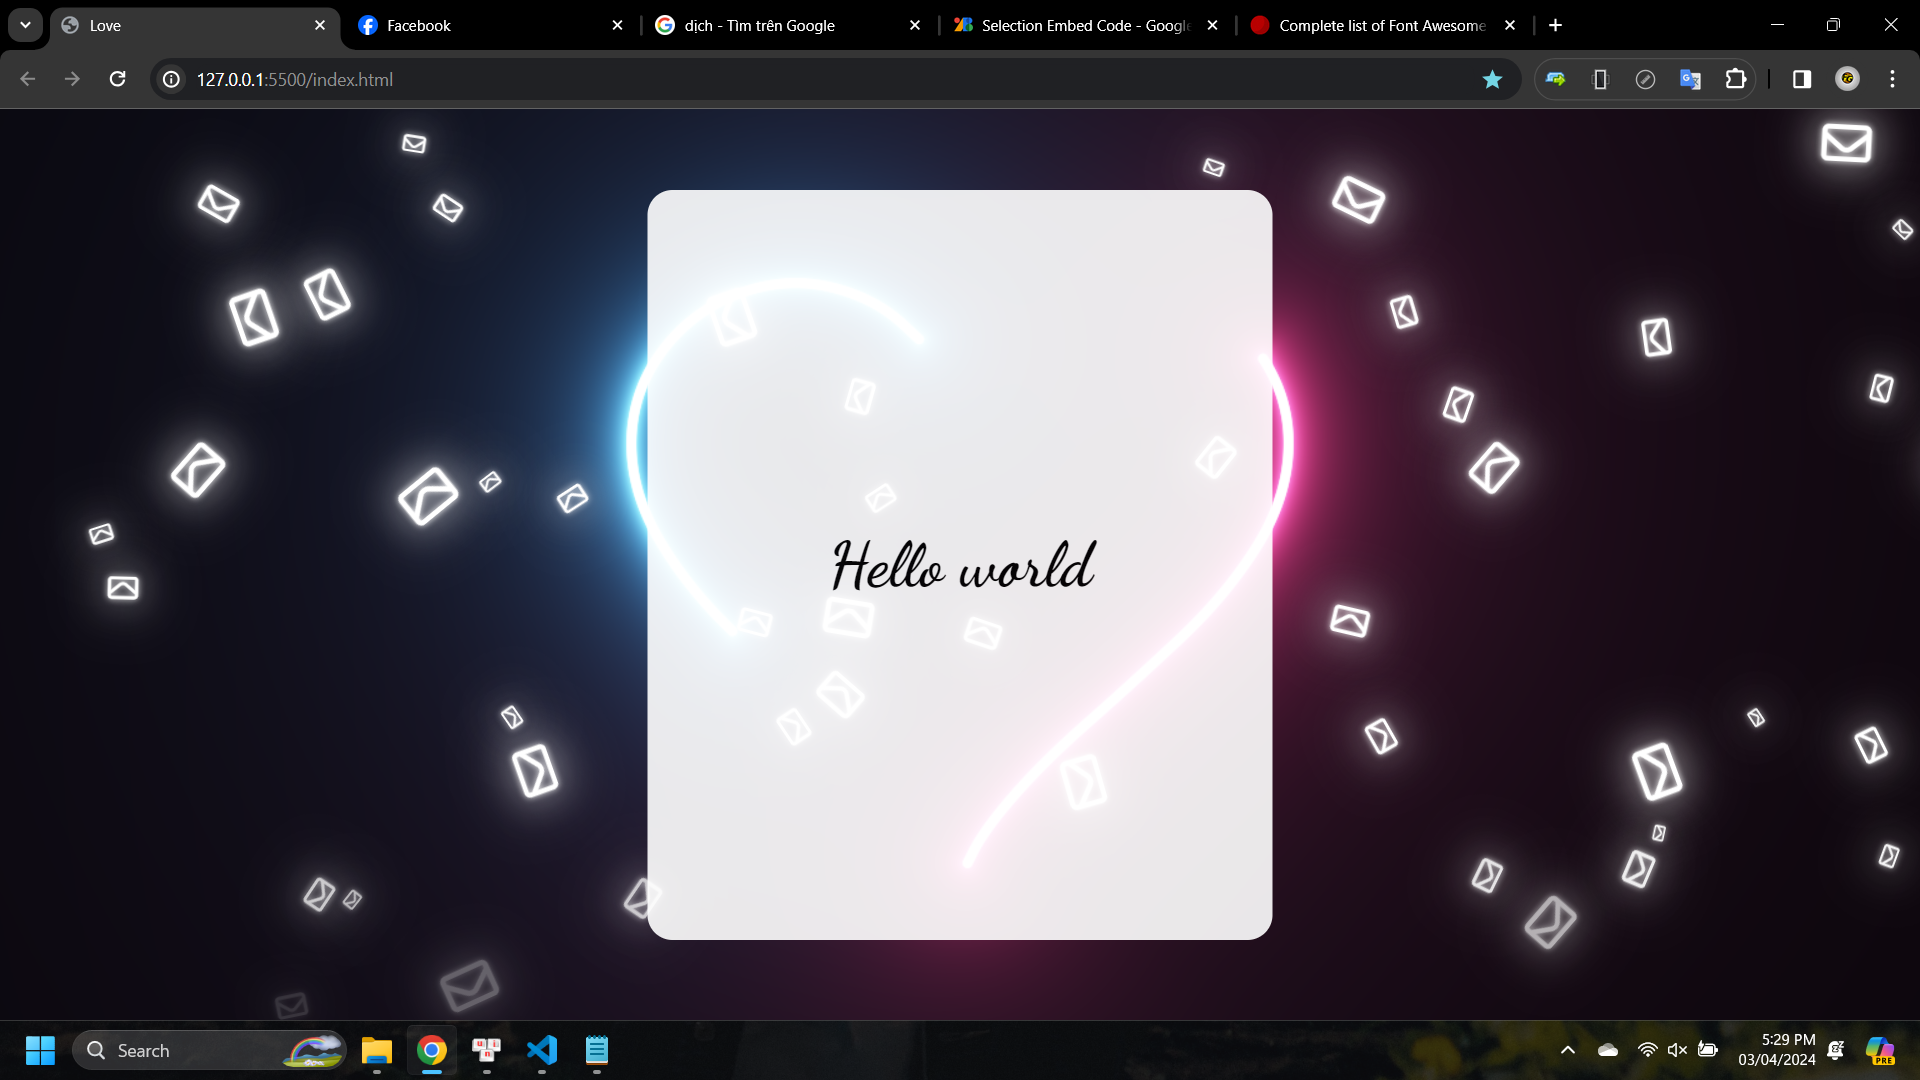 Love
Facebook
dịch - Tìm trên Google
Selection Embed Code - Google
Complete list of Font Awesome
127.0.0.1:5500/index.html
Hello world
Search
5:29 PM
03/04/2024
PRE